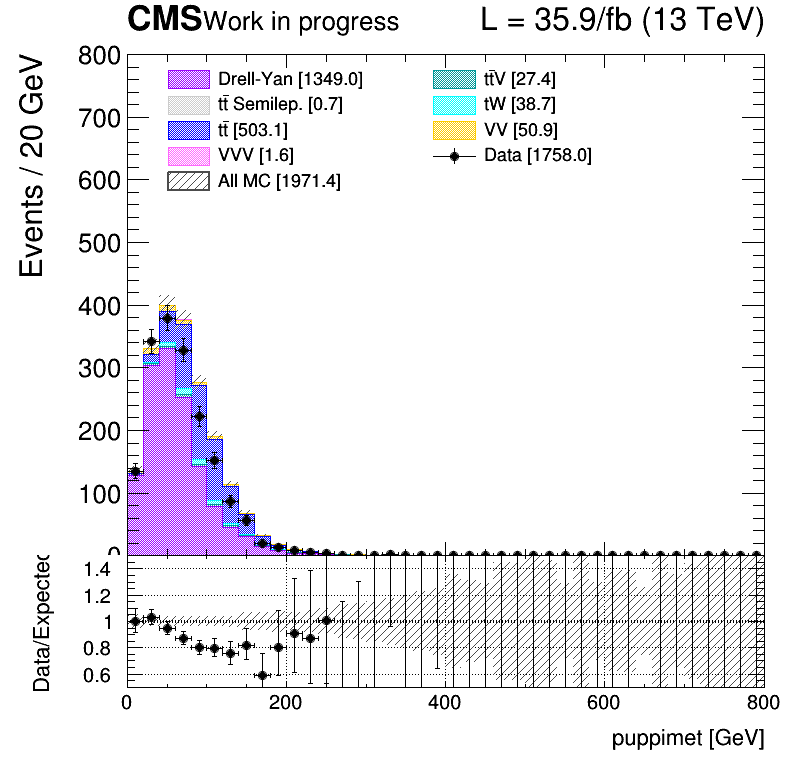 CMS Work in progress L = 35.9/fb (13 TeV)
Events / 20 GeV
800
700
600
500
400
300
200
100
0
Drell-Yan [1349.0]
tt̄ Semilep. [0.7]
tt̄ [503.1]
VVV [1.6]
All MC [1971.4]
tt̄V [27.4]
tW [38.7]
VV [50.9]
Data [1758.0]
Data/Expected
1.4
1.2
1
0.8
0.6
0 200 400 600 800
puppimet [GeV]